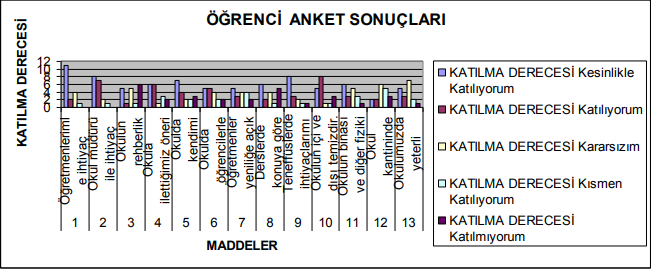 ÖĞRENCİ ANKET SONUÇLARI
KATILMA DERECESİ
12
10
8
6
4
2
0
Öğretmenlerimi
e ihtiyaç
Okul müdürü
ile ihtiyaç
Okulun
rehberlik
Okula
ilettiğimiz öneri
Okulda
kendimi
Okulda
öğrencilerle
Öğretmenler
yeniliğe açık
Derslerde
konuya göre
Teneffüslerde
ihtiyaçlarımı
Okulun içi ve
dışı temizdir.
Okulun binası
ve diğer fiziki
Okul
kantininde
Okulumuzda
yeterli
1 2 3 4 5 6 7 8 9 10 11 12 13
MADDELER
KATILMA DERECESİ Kesinlikle
Katılıyorum
KATILMA DERECESİ Katılıyorum
KATILMA DERECESİ Kararsızım
KATILMA DERECESİ Kısmen
Katılıyorum
KATILMA DERECESİ
Katılmıyorum